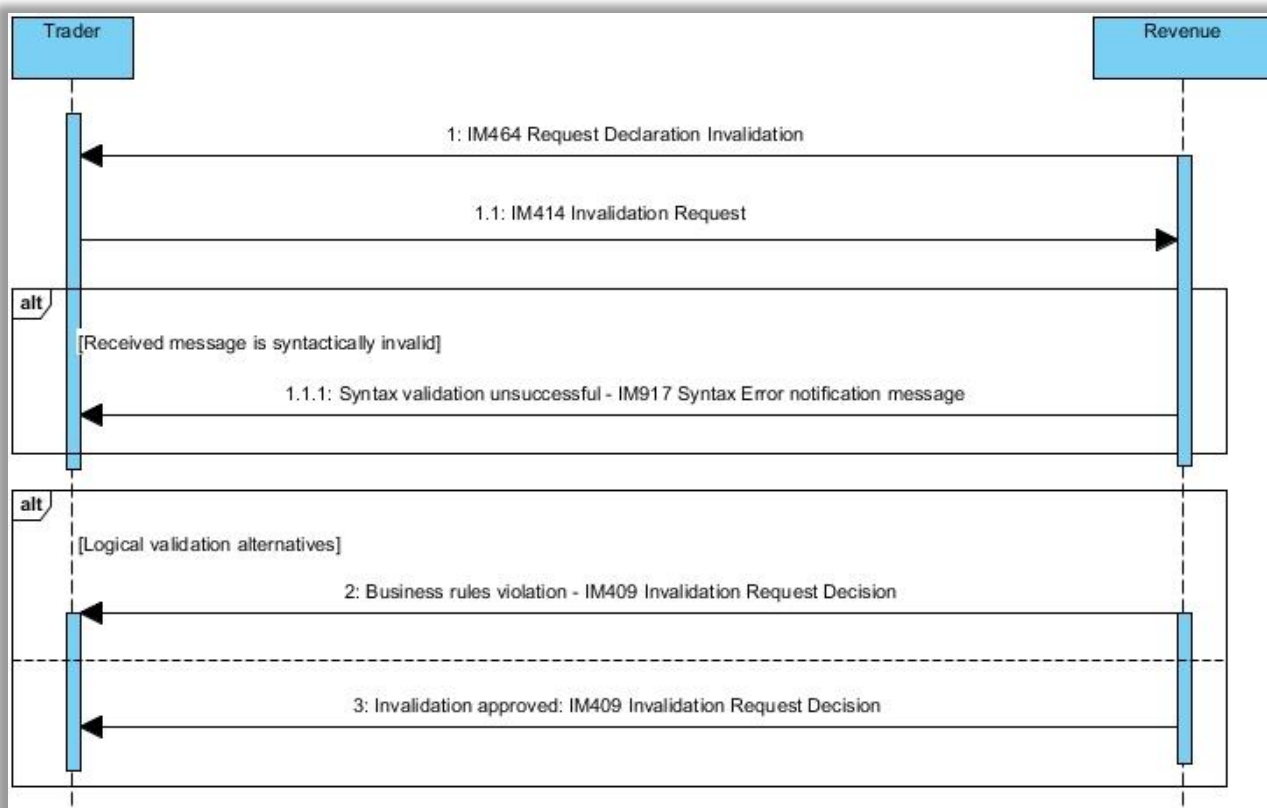 Trader
Revenue
1: IM464 Request Declaration Invalidation
1.1: IM414 Invalidation Request
alt
[Received message is syntactically invalid]
1.1.1: Syntax validation unsuccessful - IM917 Syntax Error notification message
alt
[Logical validation alternatives]
2: Business rules violation - IM409 Invalidation Request Decision
3: Invalidation approved: IM409 Invalidation Request Decision